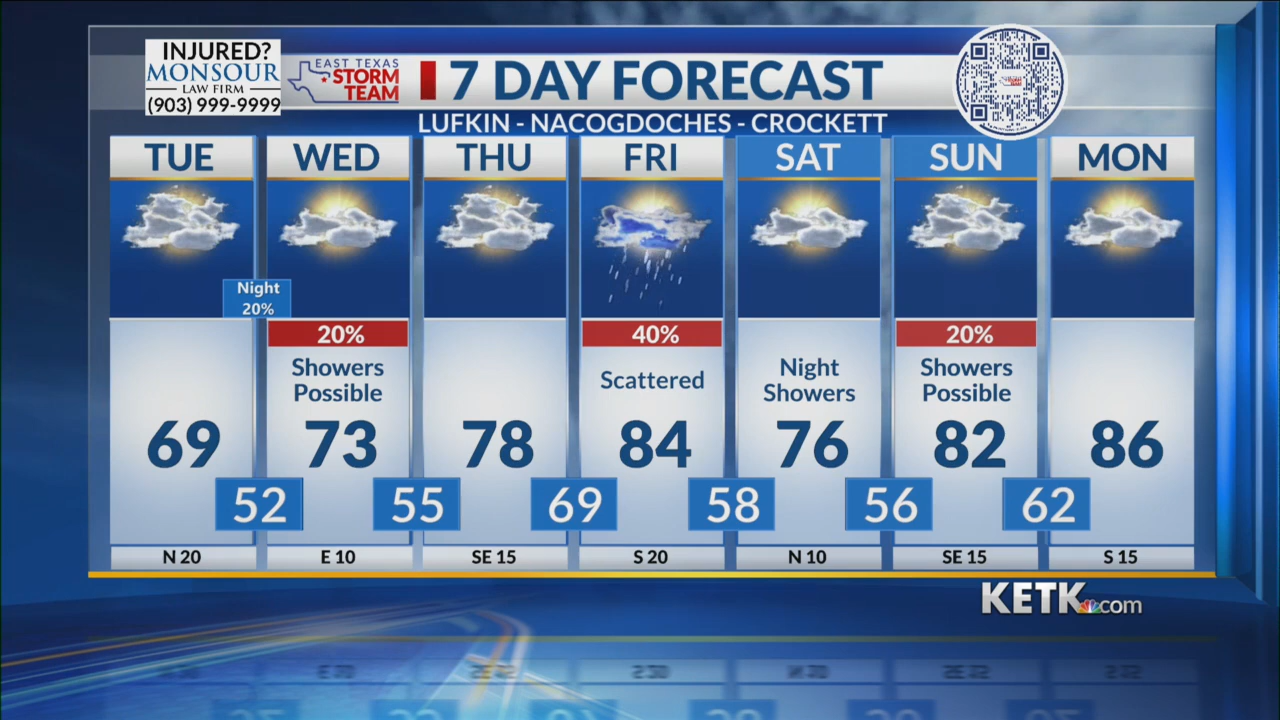 INJURED?
MONSOUR
LAW FIRM
(903) 999-9999
EAST TEXAS
STORM
TEAM
7 DAY FORECAST
LUFKIN - NACOGDOCHES - CROCKETT
TUE WED THU FRI SAT SUN MON
Night
20%
20% 40% 20%
Showers
Possible
Scattered
Night
Showers
Showers
Possible
69 73 78 84 76 82 86
52 55 69 58 56 62
N 20 E 10 SE 15 S 20 N 10 SE 15 S 15
KETK.com